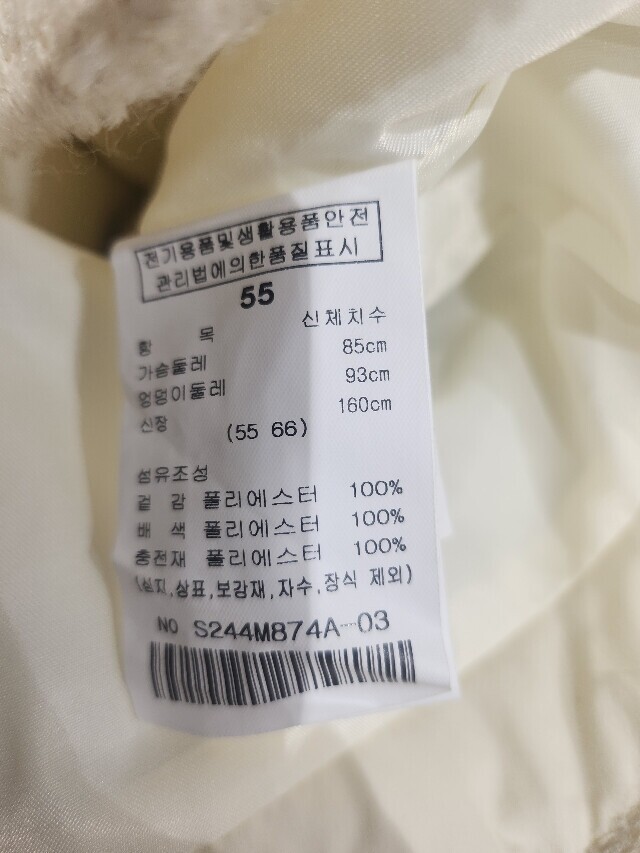 전기용품및생활용품안전
관리법에의한품질표시
55
항 목 신체치수
가슴둘레 85cm
엉덩이둘레 93cm
신장 160cm
(55 66)
섬유조성
겉 감 폴리에스터 100%
배 색 폴리에스터 100%
충전재 폴리에스터 100%
(심지,상표,보강재,자수,장식 제외)
NO S244M874A-03